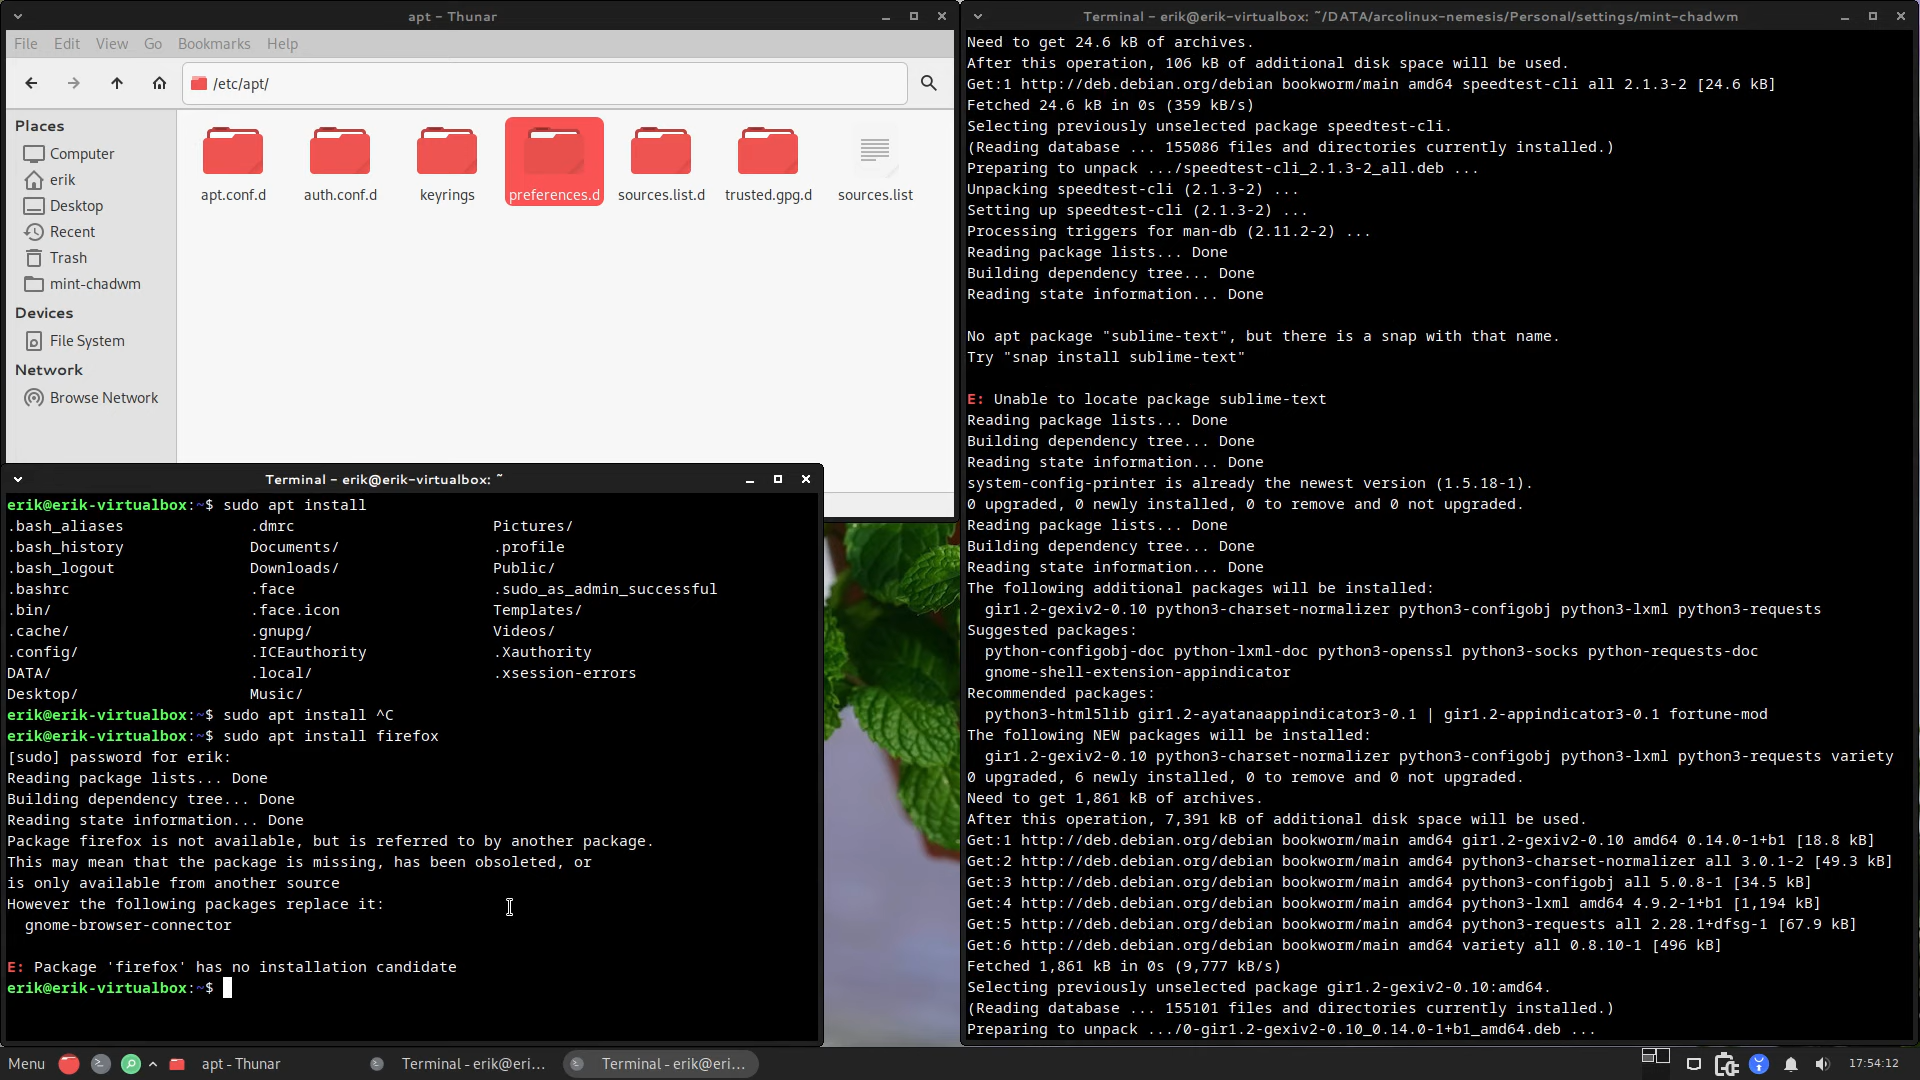 apt – Thunar
File Edit View Go Bookmarks Help
/etc/apt/
Places
Computer
erik
Desktop
Recent
Trash
mint-chadwm
Devices
File System
Network
Browse Network
apt.conf.d auth.conf.d keyrings preferences.d sources.list.d trusted.gpg.d sources.list
Terminal - erik@erik-virtualbox: ~
erik@erik-virtualbox:~$ sudo apt install
.bash_aliases .dmrc Pictures/
.bash_history Documents/ .profile
.bash_logout Downloads/ Public/
.bashrc .face .sudo_as_admin_successful
.bin/ .face.icon Templates/
.cache/ .gnupg/ Videos/
.config/ .ICEauthority .Xauthority
DATA/ .local/ .xsession-errors
Desktop/ Music/
erik@erik-virtualbox:~$ sudo apt install ^C
erik@erik-virtualbox:~$ sudo apt install firefox
[sudo] password for erik:
Reading package lists... Done
Building dependency tree... Done
Reading state information... Done
Package firefox is not available, but is referred to by another package.
This may mean that the package is missing, has been obsoleted, or
is only available from another source
However the following packages replace it:
gnome-browser-connector
E: Package 'firefox' has no installation candidate
erik@erik-virtualbox:~$
Terminal - erik@erik-virtualbox: ~/DATA/arcolinux-nemesis/Personal/settings/mint-chadwm
Need to get 24.6 kB of archives.
After this operation, 106 kB of additional disk space will be used.
Get:1 http://deb.debian.org/debian bookworm/main amd64 speedtest-cli all 2.1.3-2 [24.6 kB]
Fetched 24.6 kB in 0s (359 kB/s)
Selecting previously unselected package speedtest-cli.
(Reading database ... 155086 files and directories currently installed.)
Preparing to unpack .../speedtest-cli_2.1.3-2_all.deb ...
Unpacking speedtest-cli (2.1.3-2) ...
Setting up speedtest-cli (2.1.3-2) ...
Processing triggers for man-db (2.11.2-2) ...
Reading package lists... Done
Building dependency tree... Done
Reading state information... Done
No apt package "sublime-text", but there is a snap with that name.
Try "snap install sublime-text"
E: Unable to locate package sublime-text
Reading package lists... Done
Building dependency tree... Done
Reading state information... Done
system-config-printer is already the newest version (1.5.18-1).
0 upgraded, 0 newly installed, 0 to remove and 0 not upgraded.
Reading package lists... Done
Building dependency tree... Done
Reading state information... Done
The following additional packages will be installed:
gir1.2-gexiv2-0.10 python3-charset-normalizer python3-configobj python3-lxml python3-requests
Suggested packages:
python-configobj-doc python-lxml-doc python3-openssl python3-socks python-requests-doc
gnome-shell-extension-appindicator
Recommended packages:
python3-html5lib gir1.2-ayatanaappindicator3-0.1 | gir1.2-appindicator3-0.1 fortune-mod
The following NEW packages will be installed:
gir1.2-gexiv2-0.10 python3-charset-normalizer python3-configobj python3-lxml python3-requests variety
0 upgraded, 6 newly installed, 0 to remove and 0 not upgraded.
Need to get 1,861 kB of archives.
After this operation, 7,391 kB of additional disk space will be used.
Get:1 http://deb.debian.org/debian bookworm/main amd64 gir1.2-gexiv2-0.10 amd64 0.14.0-1+b1 [18.8 kB]
Get:2 http://deb.debian.org/debian bookworm/main amd64 python3-charset-normalizer all 3.0.1-2 [49.3 kB]
Get:3 http://deb.debian.org/debian bookworm/main amd64 python3-configobj all 5.0.8-1 [34.5 kB]
Get:4 http://deb.debian.org/debian bookworm/main amd64 python3-lxml amd64 4.9.2-1+b1 [1,194 kB]
Get:5 http://deb.debian.org/debian bookworm/main amd64 python3-requests all 2.28.1+dfsg-1 [67.9 kB]
Get:6 http://deb.debian.org/debian bookworm/main amd64 variety all 0.8.10-1 [496 kB]
Fetched 1,861 kB in 0s (9,777 kB/s)
Selecting previously unselected package gir1.2-gexiv2-0.10:amd64.
(Reading database ... 155101 files and directories currently installed.)
Preparing to unpack .../0-gir1.2-gexiv2-0.10_0.14.0-1+b1_amd64.deb ...
Menu apt - Thunar Terminal - erik@eri... Terminal - erik@eri... 17:54:12